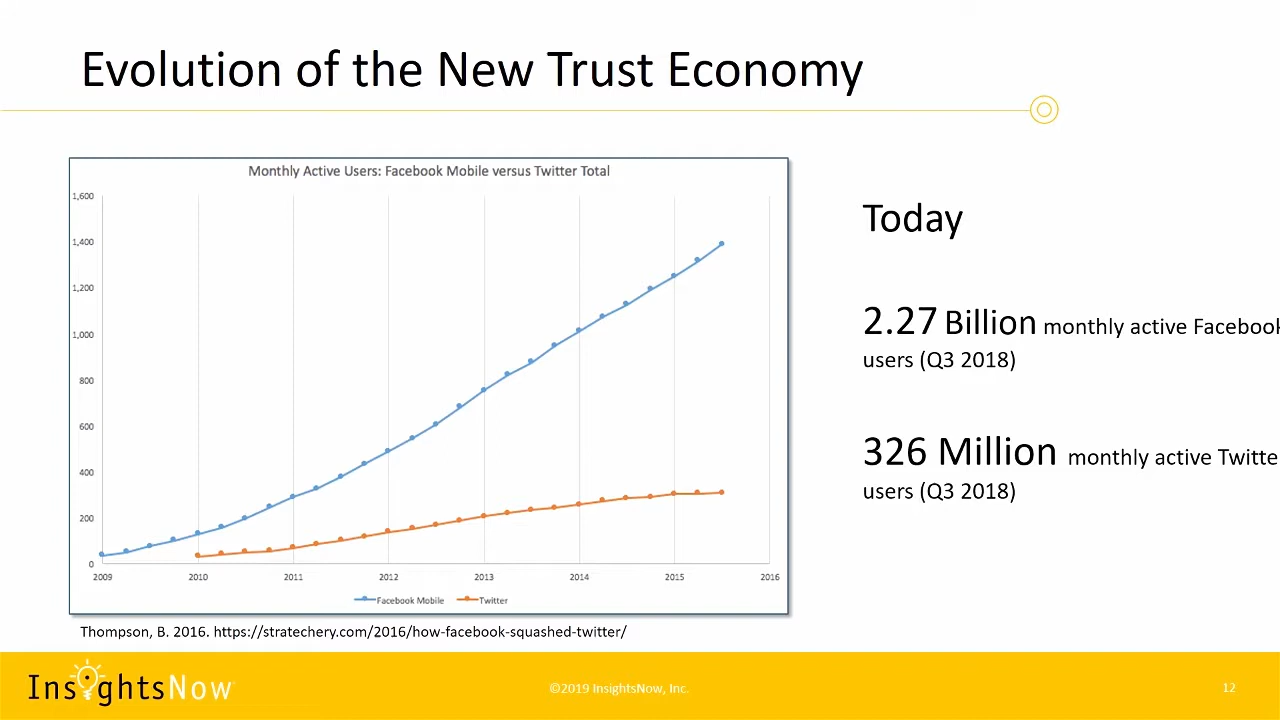 Evolution of the New Trust Economy
Monthly Active Users: Facebook Mobile versus Twitter Total
1,600
1,400
1,200
1,000
800
600
400
200
0
2009 2010 2011 2012 2013 2014 2015 2016
Facebook Mobile Twitter
Thompson, B. 2016. https://stratechery.com/2016/how-facebook-squashed-twitter/
Today
2.27 Billion monthly active Facebook
users (Q3 2018)
326 Million monthly active Twitte
users (Q3 2018)
InsightsNow
©2019 InsightsNow, Inc.
12